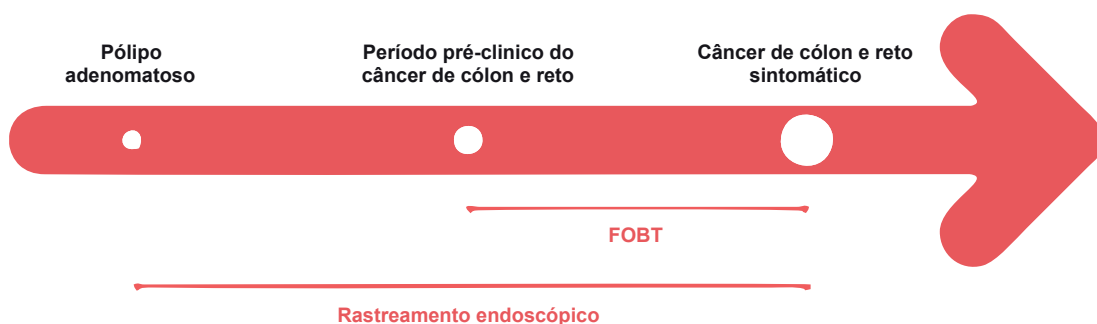 Pólipo
adenomatoso
Período pré-clinico do
câncer de cólon e reto
Câncer de cólon e reto
sintomático
FOBT
Rastreamento endoscópico